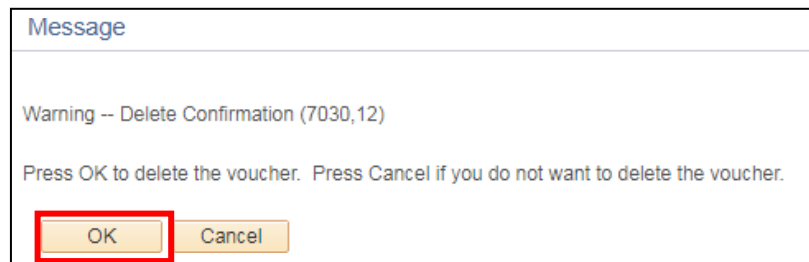 Message
Warning -- Delete Confirmation (7030,12)
Press OK to delete the voucher.  Press Cancel if you do not want to delete the voucher.
OK Cancel